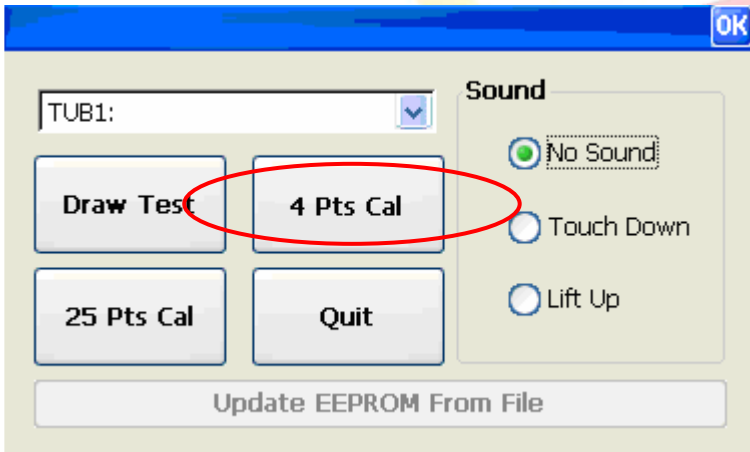 OK
TUB1:
Sound
No Sound
Draw Test
4 Pts Cal
Touch Down
25 Pts Cal
Quit
Lift Up
Update EEPROM From File